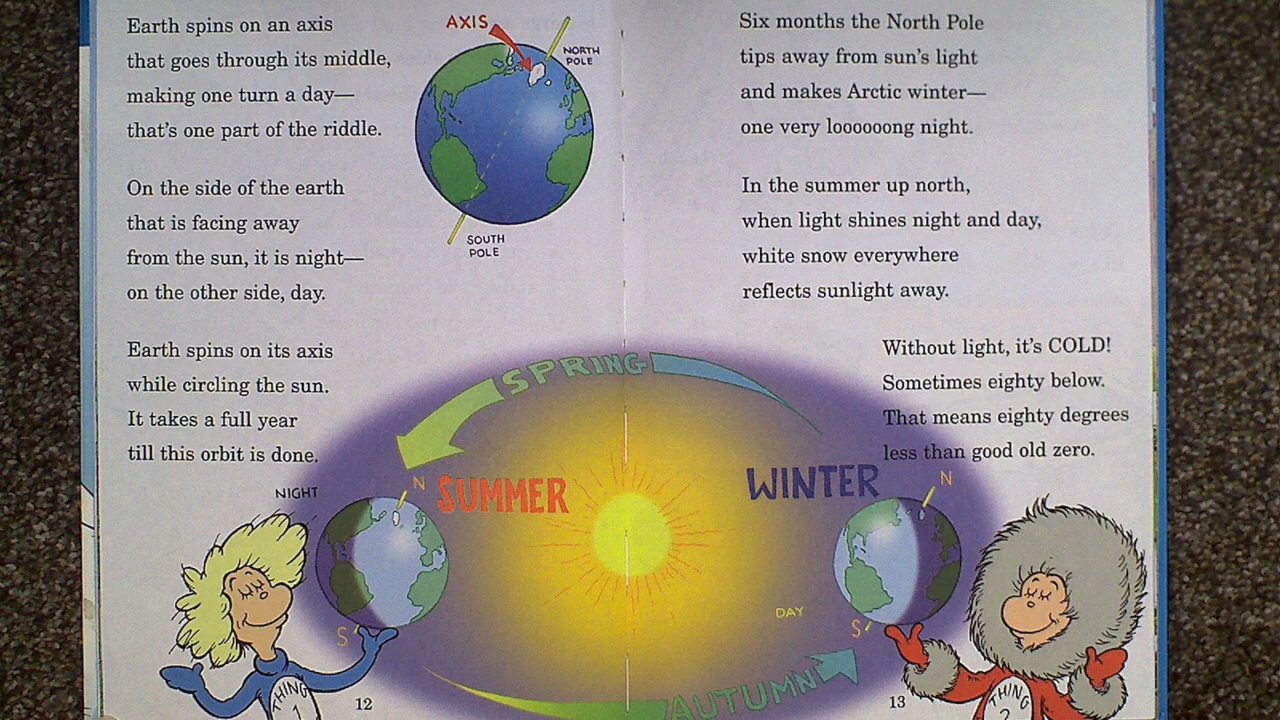 Earth spins on an axis
that goes through its middle,
making one turn a day—
that's one part of the riddle.
On the side of the earth
that is facing away
from the sun, it is night—
on the other side, day.
Earth spins on its axis
while circling the sun.
It takes a full year
till this orbit is done.
AXIS
NORTH
POLE
SOUTH
POLE
NIGHT
N
SUMMER
S
THING
1
12
SPRING
Six months the North Pole
tips away from sun's light
and makes Arctic winter—
one very loooooong night.
In the summer up north,
when light shines night and day,
white snow everywhere
reflects sunlight away.
Without light, it's COLD!
Sometimes eighty below.
That means eighty degrees
less than good old zero.
WINTER
N
DAY
S
AUTUMN
13
THING
2